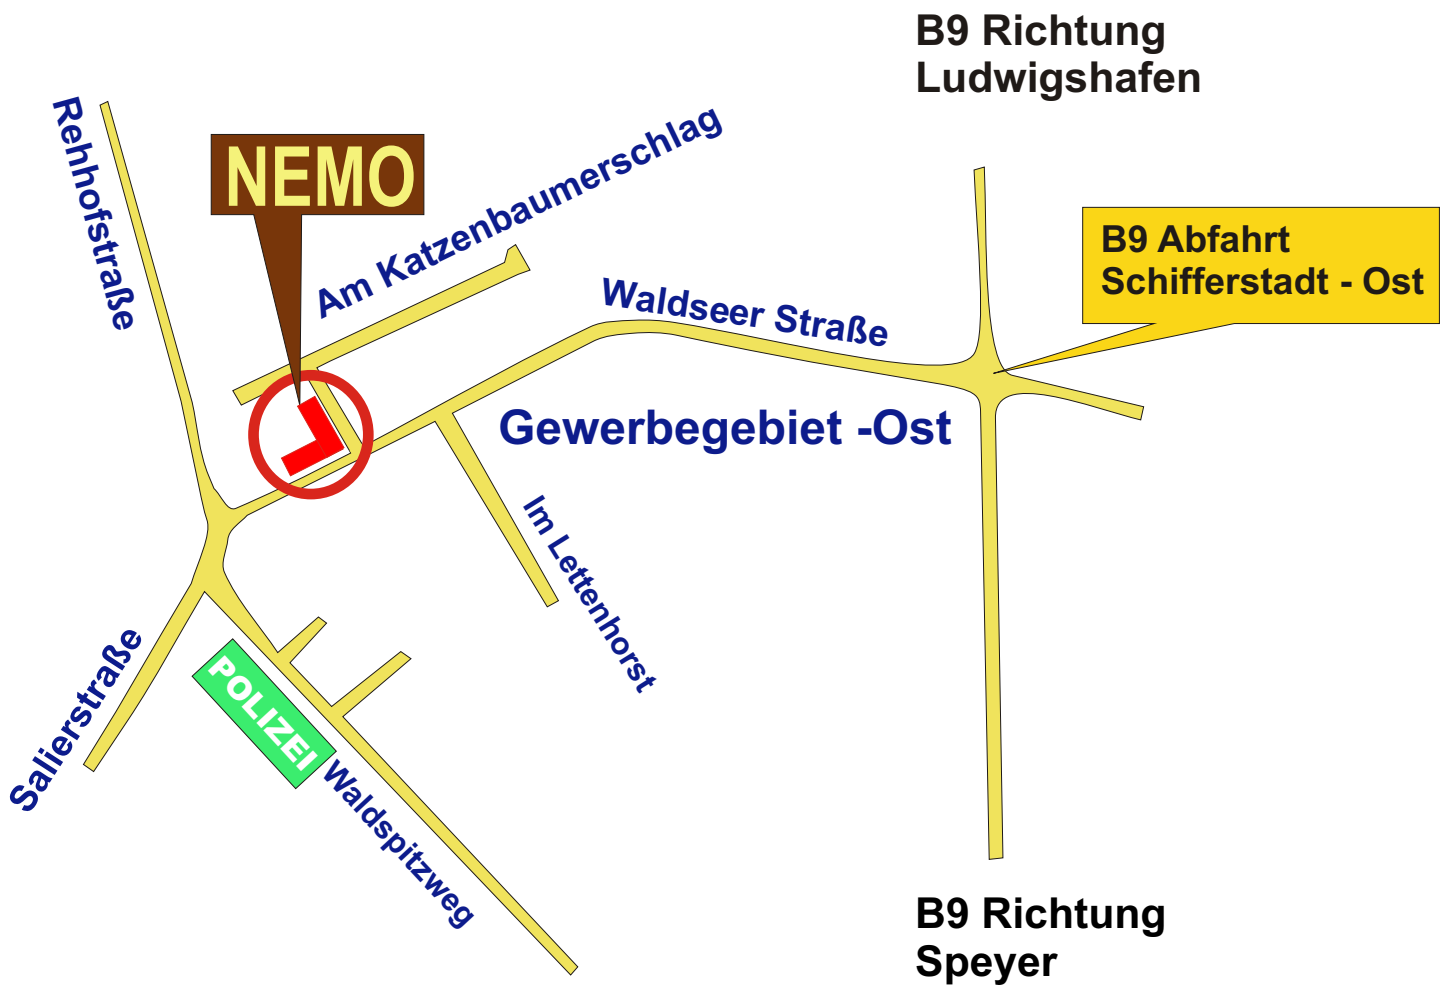 B9 Richtung
Ludwigshafen
Rehhofstraße
NEMO
Am Katzenbaumerschlag
B9 Abfahrt
Schifferstadt - Ost
Waldseer Straße
Gewerbegebiet -Ost
Im Lettenhorst
Salierstraße
POLIZEI
Waldspitzweg
B9 Richtung
Speyer